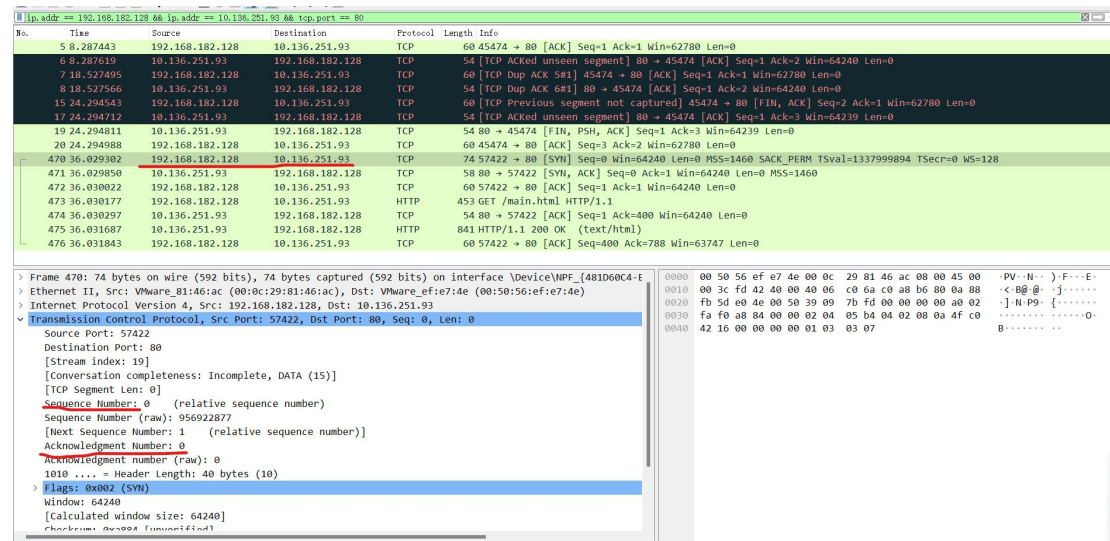 ip.addr == 192.168.182.128 && ip.addr == 10.136.251.93 && tcp.port == 80
No. Time Source Destination Protocol Length Info
5 8.287443 192.168.182.128 10.136.251.93 TCP 60 45474 → 80 [ACK] Seq=1 Ack=1 Win=62780 Len=0
6 8.287619 10.136.251.93 192.168.182.128 TCP 54 [TCP ACKed unseen segment] 80 → 45474 [ACK] Seq=1 Ack=2 Win=64240 Len=0
7 18.527495 192.168.182.128 10.136.251.93 TCP 60 [TCP Dup ACK 5#1] 45474 → 80 [ACK] Seq=1 Ack=1 Win=62780 Len=0
8 18.527566 10.136.251.93 192.168.182.128 TCP 54 [TCP Dup ACK 6#1] 80 → 45474 [ACK] Seq=1 Ack=2 Win=64240 Len=0
15 24.294543 192.168.182.128 10.136.251.93 TCP 60 [TCP Previous segment not captured] 45474 → 80 [FIN, ACK] Seq=2 Ack=1 Win=62780 Len=0
17 24.294712 10.136.251.93 192.168.182.128 TCP 54 [TCP ACKed unseen segment] 80 → 45474 [ACK] Seq=1 Ack=3 Win=64239 Len=0
19 24.294811 10.136.251.93 192.168.182.128 TCP 54 80 → 45474 [FIN, PSH, ACK] Seq=1 Ack=3 Win=64239 Len=0
20 24.294988 192.168.182.128 10.136.251.93 TCP 60 45474 → 80 [ACK] Seq=3 Ack=2 Win=62780 Len=0
470 36.029302 192.168.182.128 10.136.251.93 TCP 74 57422 → 80 [SYN] Seq=0 Win=64240 Len=0 MSS=1460 SACK_PERM TSval=1337999894 TSecr=0 WS=128
471 36.029850 10.136.251.93 192.168.182.128 TCP 58 80 → 57422 [SYN, ACK] Seq=0 Ack=1 Win=64240 Len=0 MSS=1460
472 36.030022 192.168.182.128 10.136.251.93 TCP 60 57422 → 80 [ACK] Seq=1 Ack=1 Win=64240 Len=0
473 36.030177 192.168.182.128 10.136.251.93 HTTP 453 GET /main.html HTTP/1.1
474 36.030297 10.136.251.93 192.168.182.128 TCP 54 80 → 57422 [ACK] Seq=1 Ack=400 Win=64240 Len=0
475 36.031687 10.136.251.93 192.168.182.128 HTTP 841 HTTP/1.1 200 OK (text/html)
476 36.031843 192.168.182.128 10.136.251.93 TCP 60 57422 → 80 [ACK] Seq=400 Ack=788 Win=63747 Len=0
> Frame 470: 74 bytes on wire (592 bits), 74 bytes captured (592 bits) on interface \Device\NPF_{481D60C4-E
> Ethernet II, Src: VMware_81:46:ac (00:0c:29:81:46:ac), Dst: VMware_ef:e7:4e (00:50:56:ef:e7:4e)
> Internet Protocol Version 4, Src: 192.168.182.128, Dst: 10.136.251.93
Transmission Control Protocol, Src Port: 57422, Dst Port: 80, Seq: 0, Len: 0
Source Port: 57422
Destination Port: 80
[Stream index: 19]
[Conversation completeness: Incomplete, DATA (15)]
[TCP Segment Len: 0]
Sequence Number: 0 (relative sequence number)
Sequence Number (raw): 956922877
[Next Sequence Number: 1 (relative sequence number)]
Acknowledgment Number: 0
Acknowledgment number (raw): 0
1010 .... = Header Length: 40 bytes (10)
> Flags: 0x002 (SYN)
Window: 64240
[Calculated window size: 64240]
Checksum: 0xa884 [unverified]
0000 00 50 56 ef e7 4e 00 0c 29 81 46 ac 08 00 45 00 ·PV··N·· )·F···E·
0010 00 3c fd 42 40 00 40 06 c0 6a c0 a8 b6 80 0a 88 ·<·B@·@· ·j······
0020 fb 5d e0 4e 00 50 39 09 7b fd 00 00 00 00 a0 02 ·]·N·P9· {·······
0030 fa f0 a8 84 00 00 02 04 05 b4 04 02 08 0a 4f c0 ········ ······O·
0040 42 16 00 00 00 00 01 03 03 07 B······· ··